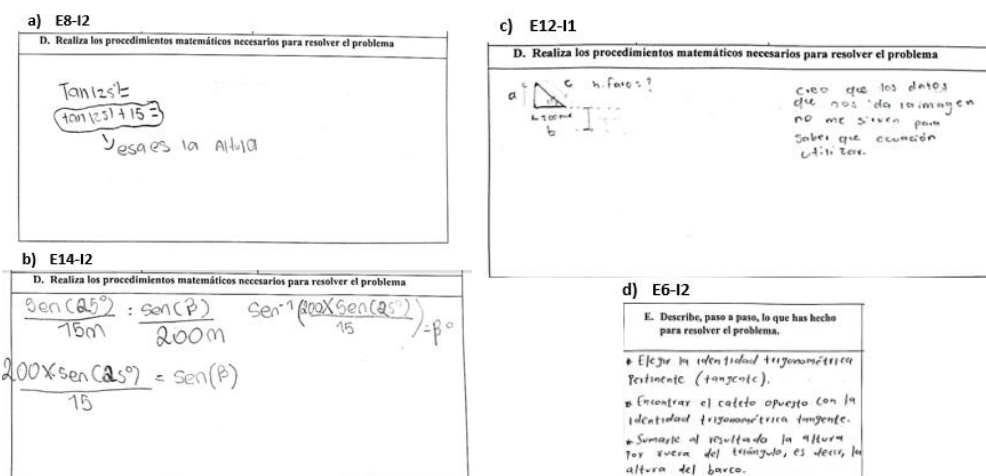 a) E8-I2
D. Realiza los procedimientos matemáticos necesarios para resolver el problema
Tan(25)=
tan(25)+15=
esa es la Altura
b) E14-I2
D. Realiza los procedimientos matemáticos necesarios para resolver el problema
Sen(25°) : Sen(β)
15m 200m
Sen⁻¹(200×Sen(25°))=β°
15
200×Sen(25°) = Sen(β)
15
c) E12-I1
D. Realiza los procedimientos matemáticos necesarios para resolver el problema
a c h. faro = ?
b
creo que los datos
que nos da la imagen
no me sirven para
saber que ecuación
utilizar.
d) E6-I2
E. Describe, paso a paso, lo que has hecho
para resolver el problema.
* Elegir la identidad trigonométrica
Pertinente (tangente).
* Encontrar el cateto opuesto con la
identidad trigonométrica tangente.
* Sumarle al resultado la altura
Por fuera del triángulo, es decir, la
altura del barco.